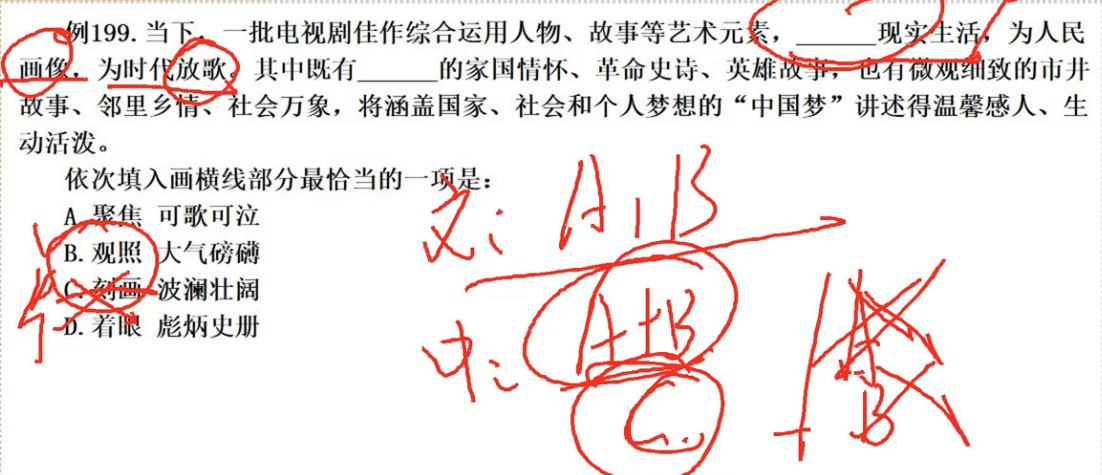 例199.当下，一批电视剧佳作综合运用人物、故事等艺术元素，______现实生活，为人民
画像，为时代放歌。其中既有______的家国情怀、革命史诗、英雄故事，也有微观细致的市井
故事、邻里乡情、社会万象，将涵盖国家、社会和个人梦想的“中国梦”讲述得温馨感人、生
动活泼。
依次填入画横线部分最恰当的一项是：
A.聚焦 可歌可泣
B.观照 大气磅礴
C.刻画 波澜壮阔
D.着眼 彪炳史册
文: A, B
中: A+B
A
B